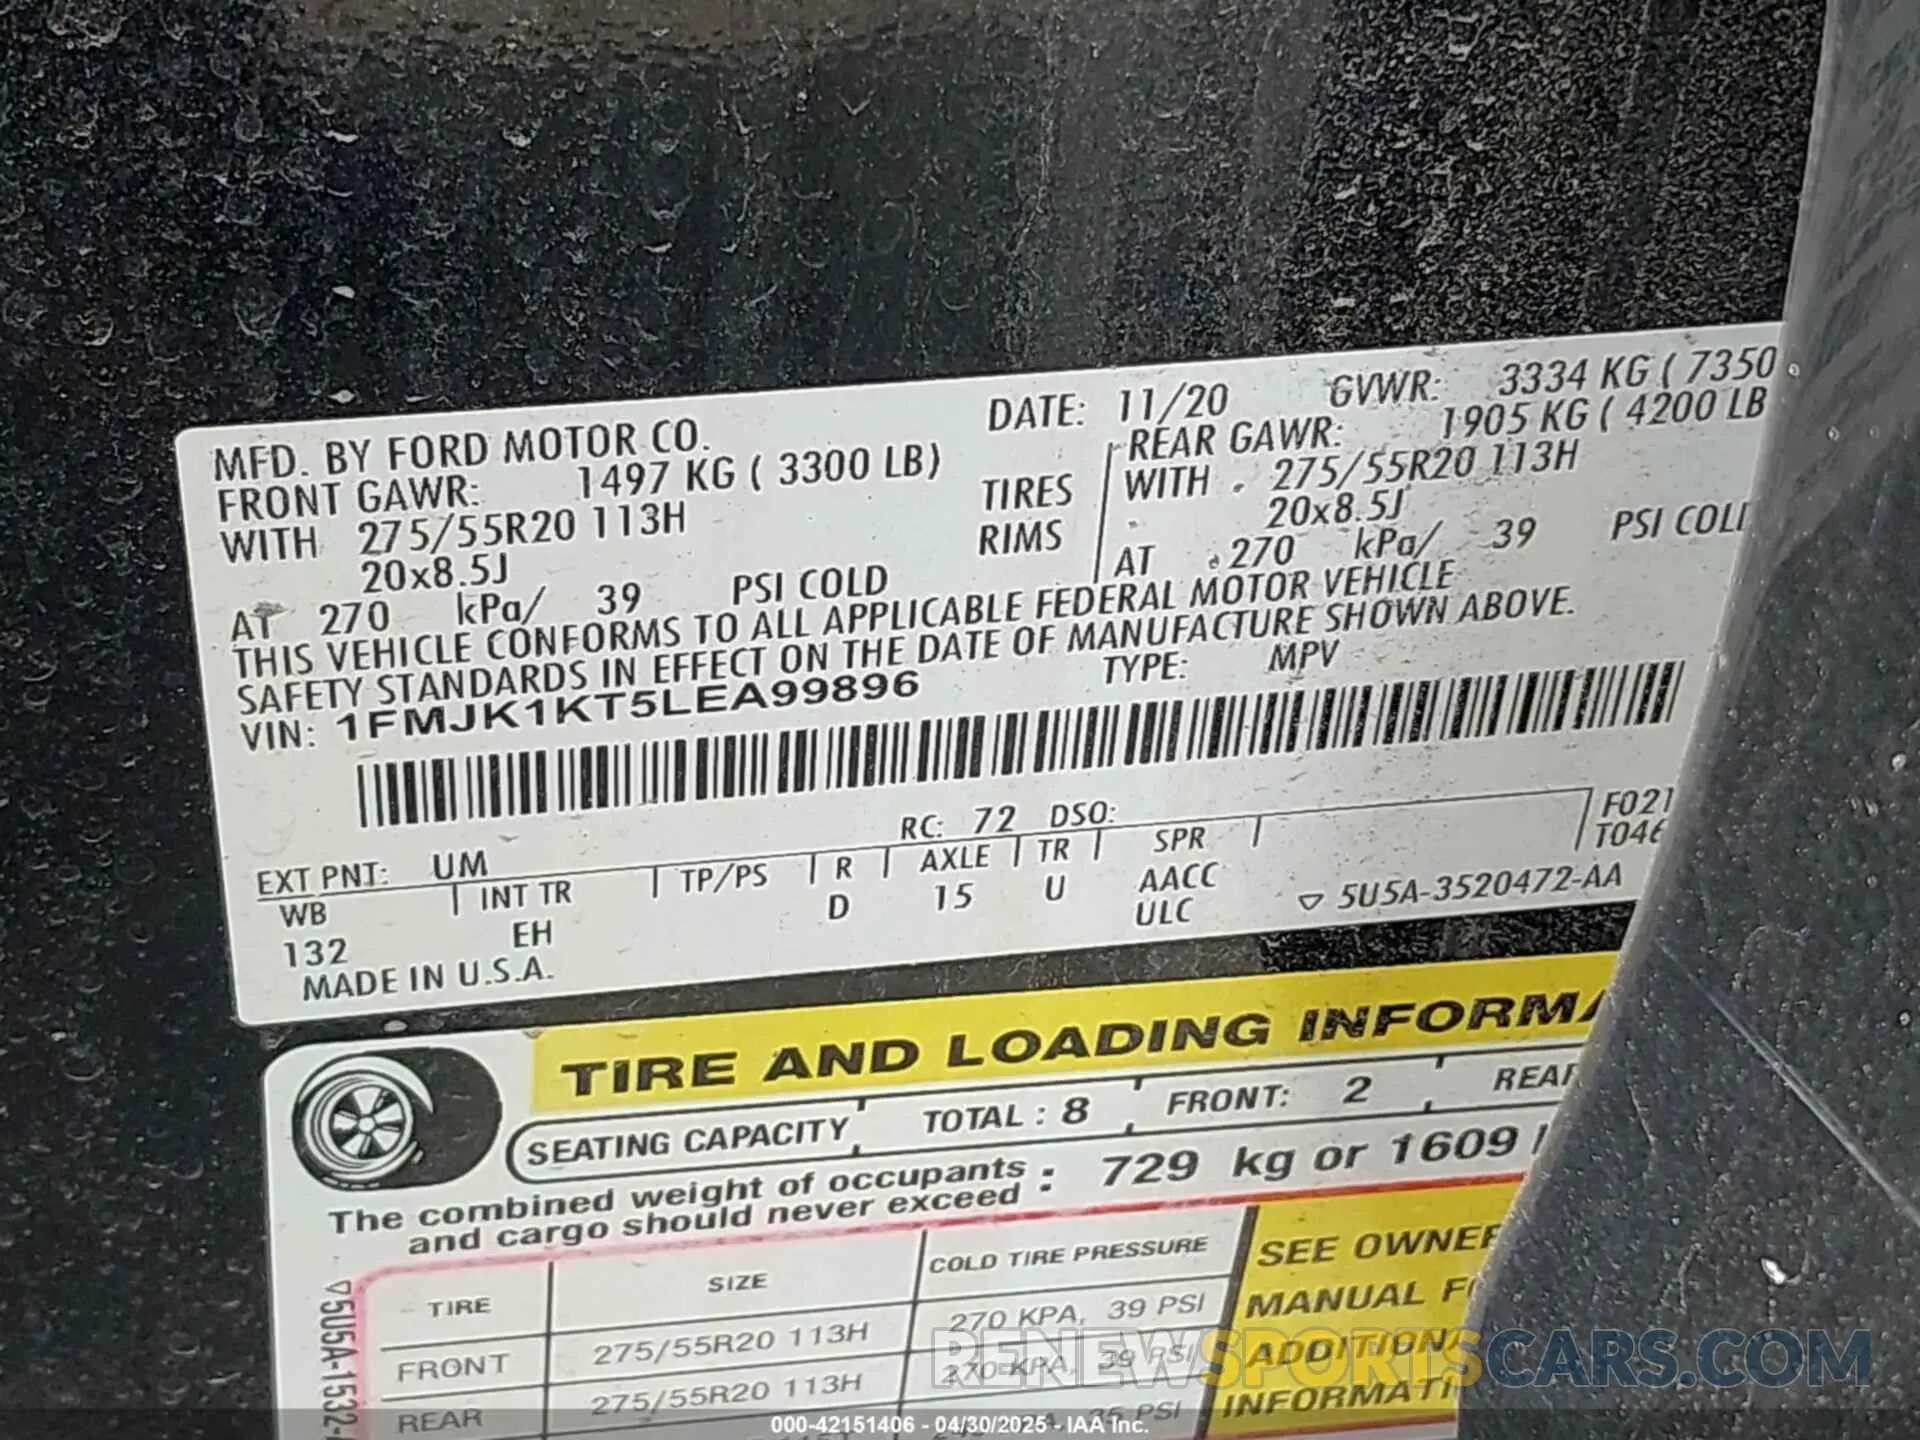 MFD. BY FORD MOTOR CO. DATE: 11/20 GVWR: 3334 KG ( 7350
FRONT GAWR: 1497 KG ( 3300 LB) REAR GAWR: 1905 KG ( 4200 LB
WITH 275/55R20 113H TIRES WITH 275/55R20 113H
20x8.5J RIMS 20x8.5J
AT 270 kPa/ 39 PSI COLD AT 270 kPa/ 39 PSI COLD
THIS VEHICLE CONFORMS TO ALL APPLICABLE FEDERAL MOTOR VEHICLE
SAFETY STANDARDS IN EFFECT ON THE DATE OF MANUFACTURE SHOWN ABOVE.
VIN: 1FMJK1KT5LEA99896 TYPE: MPV
EXT PNT: UM RC: 72 DSO: F021
WB INT TR TP/PS R AXLE TR SPR T046
132 EH D 15 U AACC
ULC ▽ 5U5A-3520472-AA
MADE IN U.S.A.
TIRE AND LOADING INFORMA
SEATING CAPACITY TOTAL : 8 FRONT: 2 REAR
The combined weight of occupants
and cargo should never exceed : 729 kg or 1609
TIRE SIZE COLD TIRE PRESSURE
FRONT 275/55R20 113H 270 KPA, 39 PSI
REAR 275/55R20 113H 270 KPA, 39 PSI
35 PSI
SEE OWNER
MANUAL FO
ADDITIONA
INFORMATI
▽5U5A-1532-
RENEWSPORTSCARS.COM
000-42151406 - 04/30/2025 - IAA Inc.